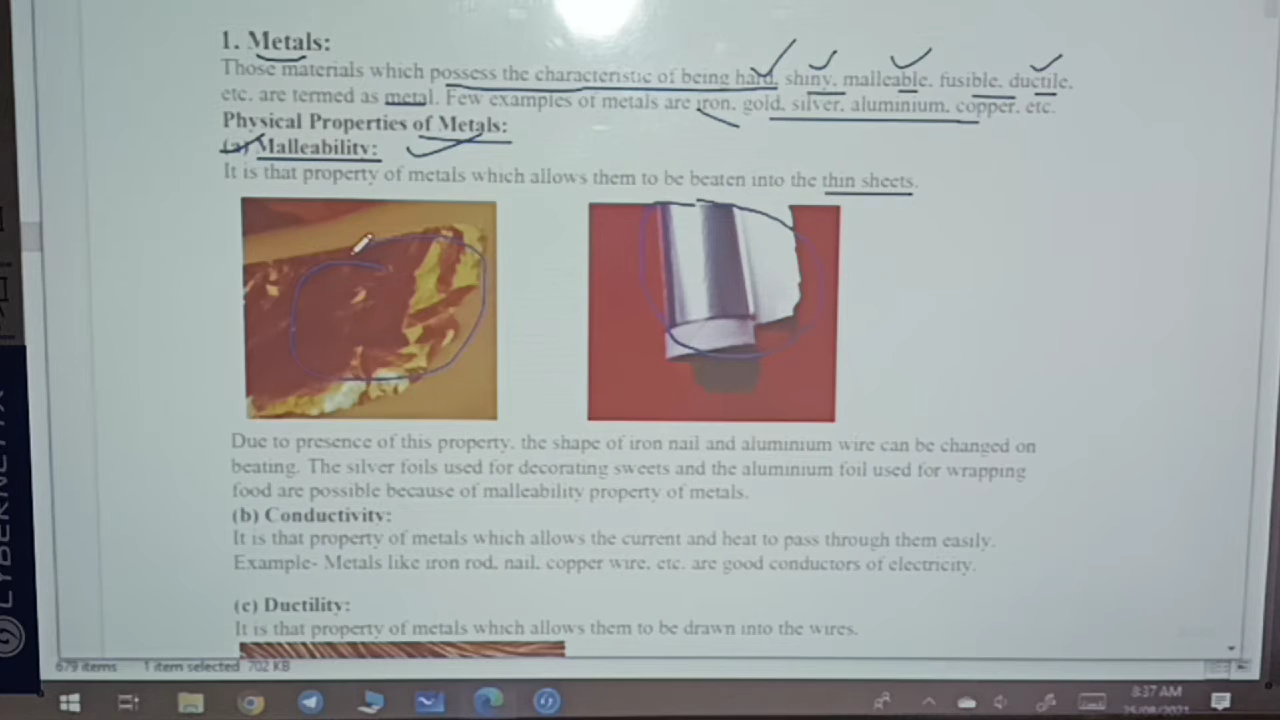 1. Metals:
Those materials which possess the characteristic of being hard, shiny, malleable, fusible, ductile,
etc. are termed as metal. Few examples of metals are iron, gold, silver, aluminium, copper, etc.
Physical Properties of Metals:
(a) Malleability:
It is that property of metals which allows them to be beaten into the thin sheets.
Due to presence of this property, the shape of iron nail and aluminium wire can be changed on
beating. The silver foils used for decorating sweets and the aluminium foil used for wrapping
food are possible because of malleability property of metals.
(b) Conductivity:
It is that property of metals which allows the current and heat to pass through them easily.
Example- Metals like iron rod, nail, copper wire, etc. are good conductors of electricity.
(c) Ductility:
It is that property of metals which allows them to be drawn into the wires.
679 items 1 item selected 702 KB
8:37 AM
25/08/2021